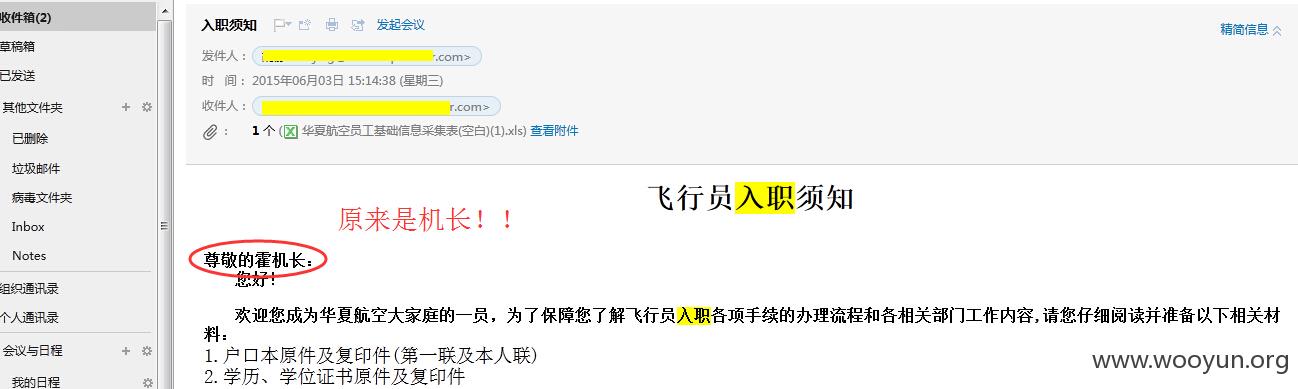 收件箱(2)
草稿箱
已发送
其他文件夹
已删除
垃圾邮件
病毒文件夹
Inbox
Notes
组织通讯录
个人通讯录
会议与日程
我的日程
入职须知 发起会议
精简信息
发件人： r.com>
时 间： 2015年06月03日 15:14:38 (星期三)
收件人： r.com>
： 1 个 ( 华夏航空员工基础信息采集表(空白)(1).xls) 查看附件
飞行员入职须知
原来是机长！！
尊敬的霍机长：
您好！
欢迎您成为华夏航空大家庭的一员，为了保障您了解飞行员入职各项手续的办理流程和各相关部门工作内容,请您仔细阅读并准备以下相关材
料：
1.户口本原件及复印件(第一联及本人联)
2.学历、学位证书原件及复印件
www.wooyun.org